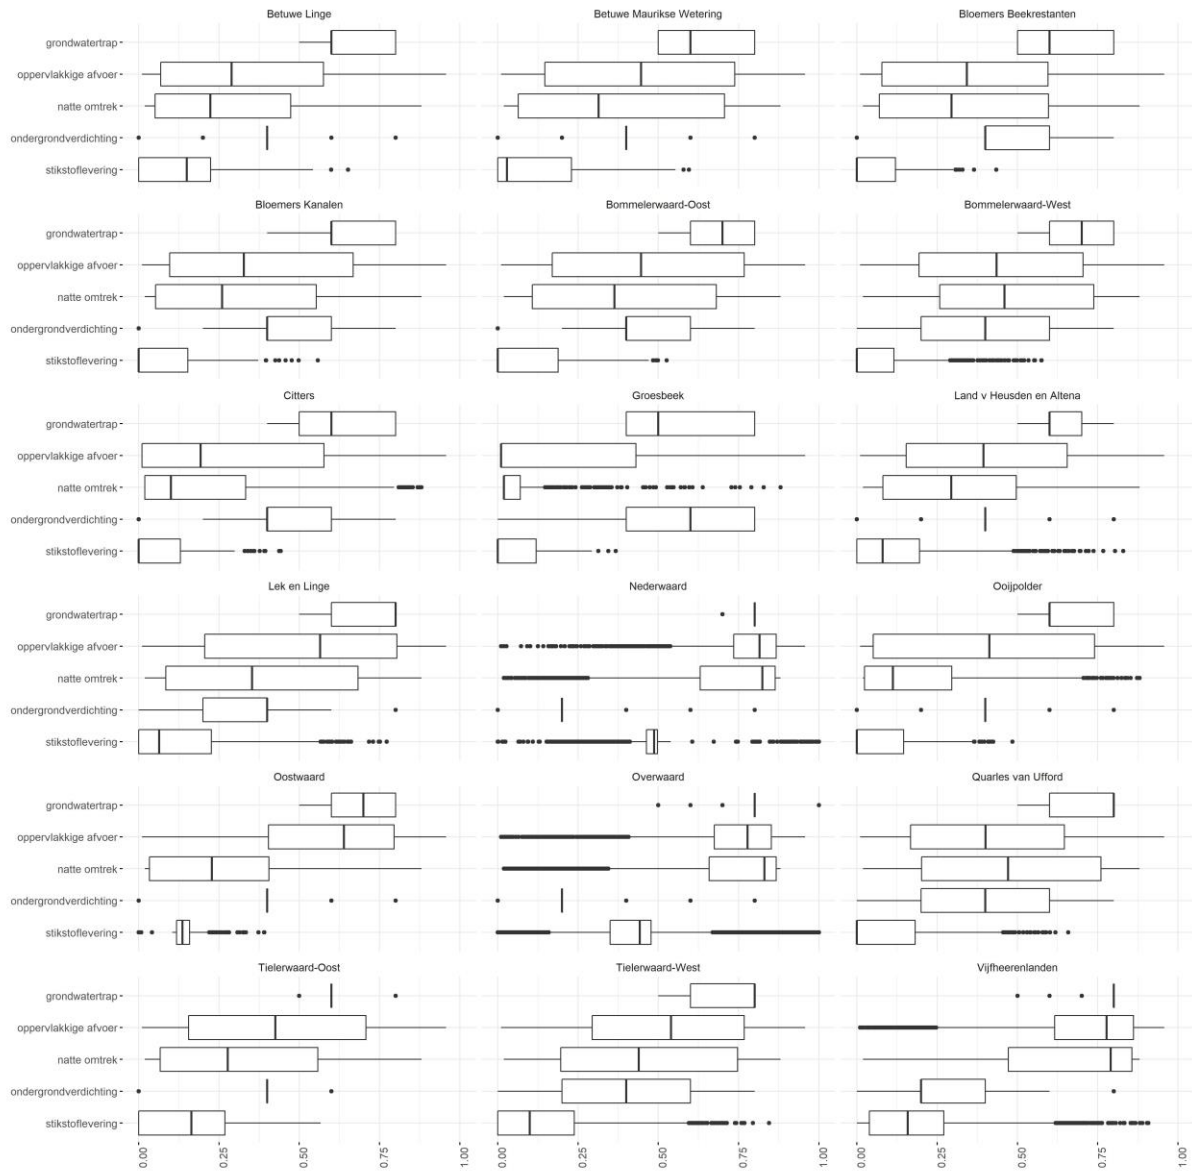 Betuwe Linge
Betuwe Maurikse Wetering
Bloemers Beekrestanten
grondwatertrap
oppervlakkige afvoer
natte omtrek
ondergrondverdichting
stikstoflevering
Bloemers Kanalen
Bommelerwaard-Oost
Bommelerwaard-West
grondwatertrap
oppervlakkige afvoer
natte omtrek
ondergrondverdichting
stikstoflevering
Citters
Groesbeek
Land v Heusden en Altena
grondwatertrap
oppervlakkige afvoer
natte omtrek
ondergrondverdichting
stikstoflevering
Lek en Linge
Nederwaard
Ooijpolder
grondwatertrap
oppervlakkige afvoer
natte omtrek
ondergrondverdichting
stikstoflevering
Oostwaard
Overwaard
Quarles van Ufford
grondwatertrap
oppervlakkige afvoer
natte omtrek
ondergrondverdichting
stikstoflevering
Tielerwaard-Oost
Tielerwaard-West
Vijfheerenlanden
grondwatertrap
oppervlakkige afvoer
natte omtrek
ondergrondverdichting
stikstoflevering
0.00
0.25
0.50
0.75
1.00
0.00
0.25
0.50
0.75
1.00
0.00
0.25
0.50
0.75
1.00